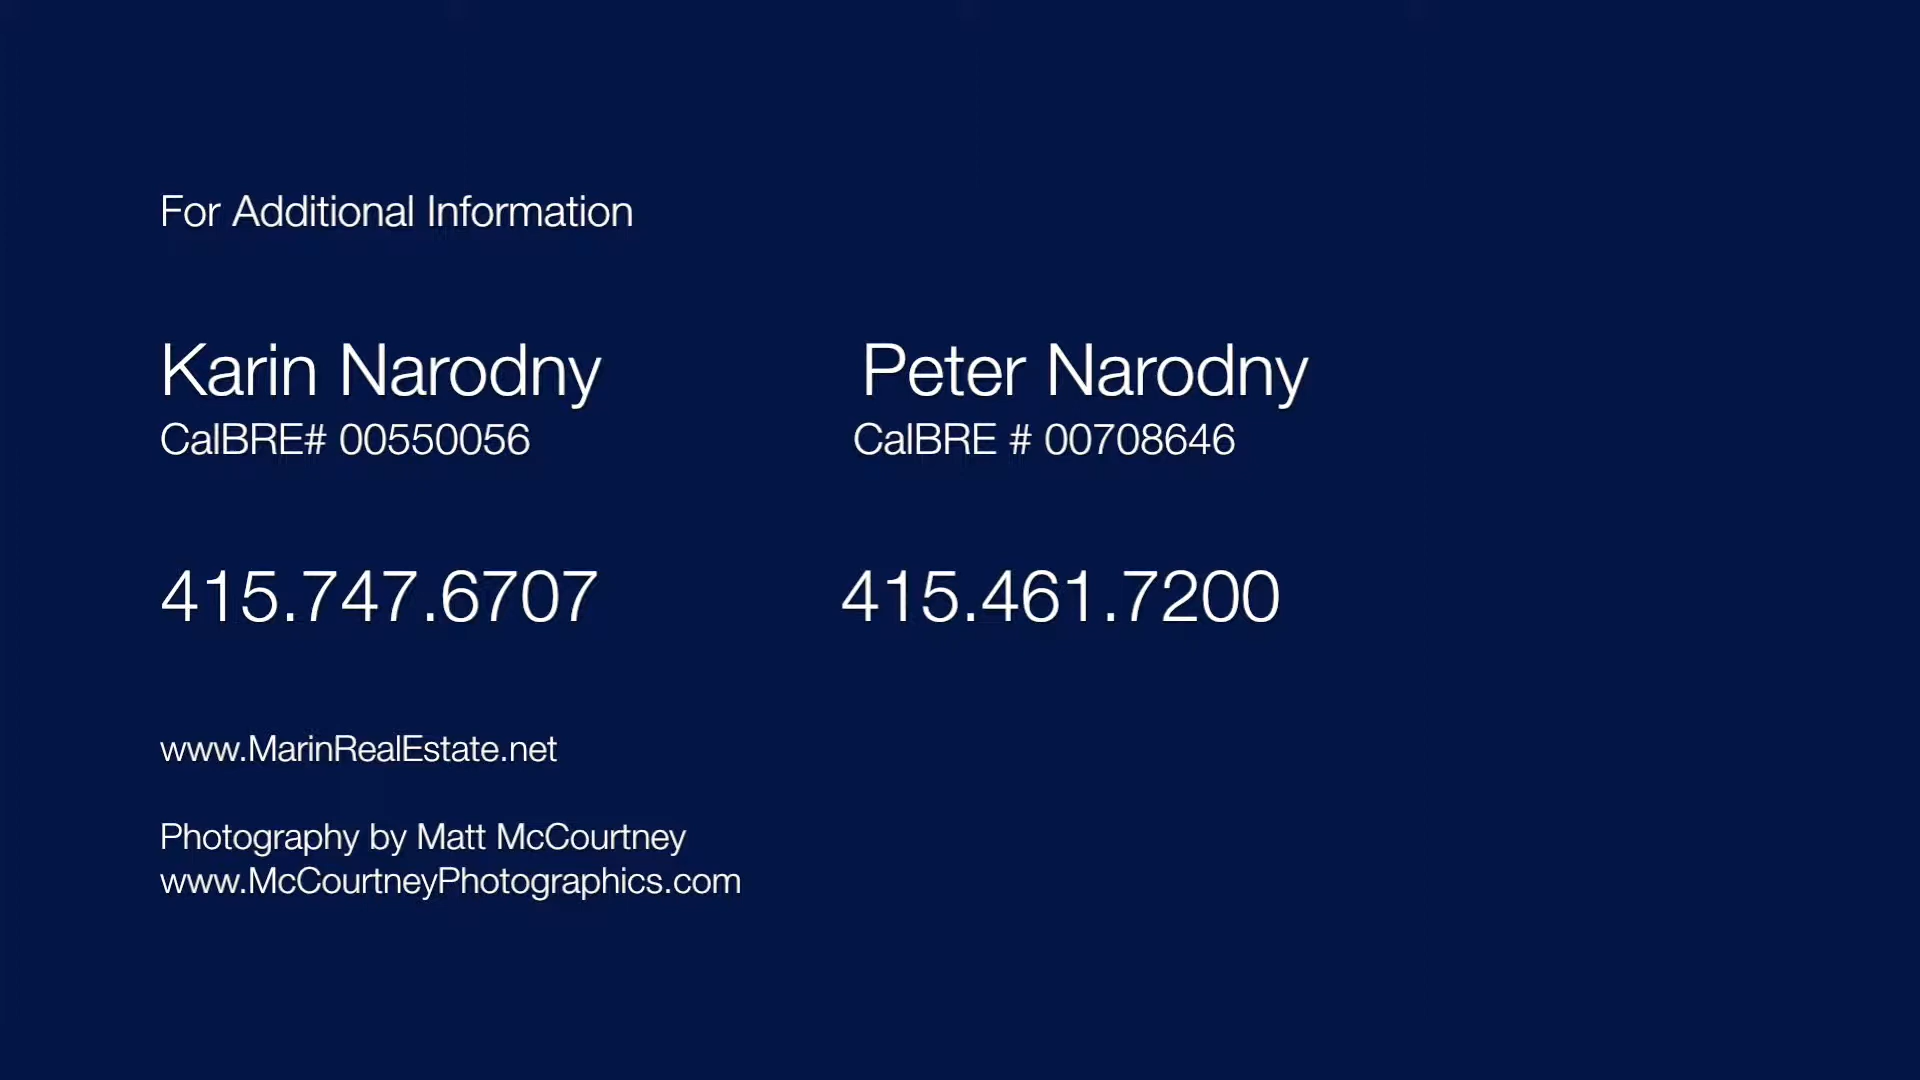 For Additional Information
Karin Narodny Peter Narodny
CalBRE# 00550056 CalBRE # 00708646
415.747.6707 415.461.7200
www.MarinRealEstate.net
Photography by Matt McCourtney
www.McCourtneyPhotographics.com